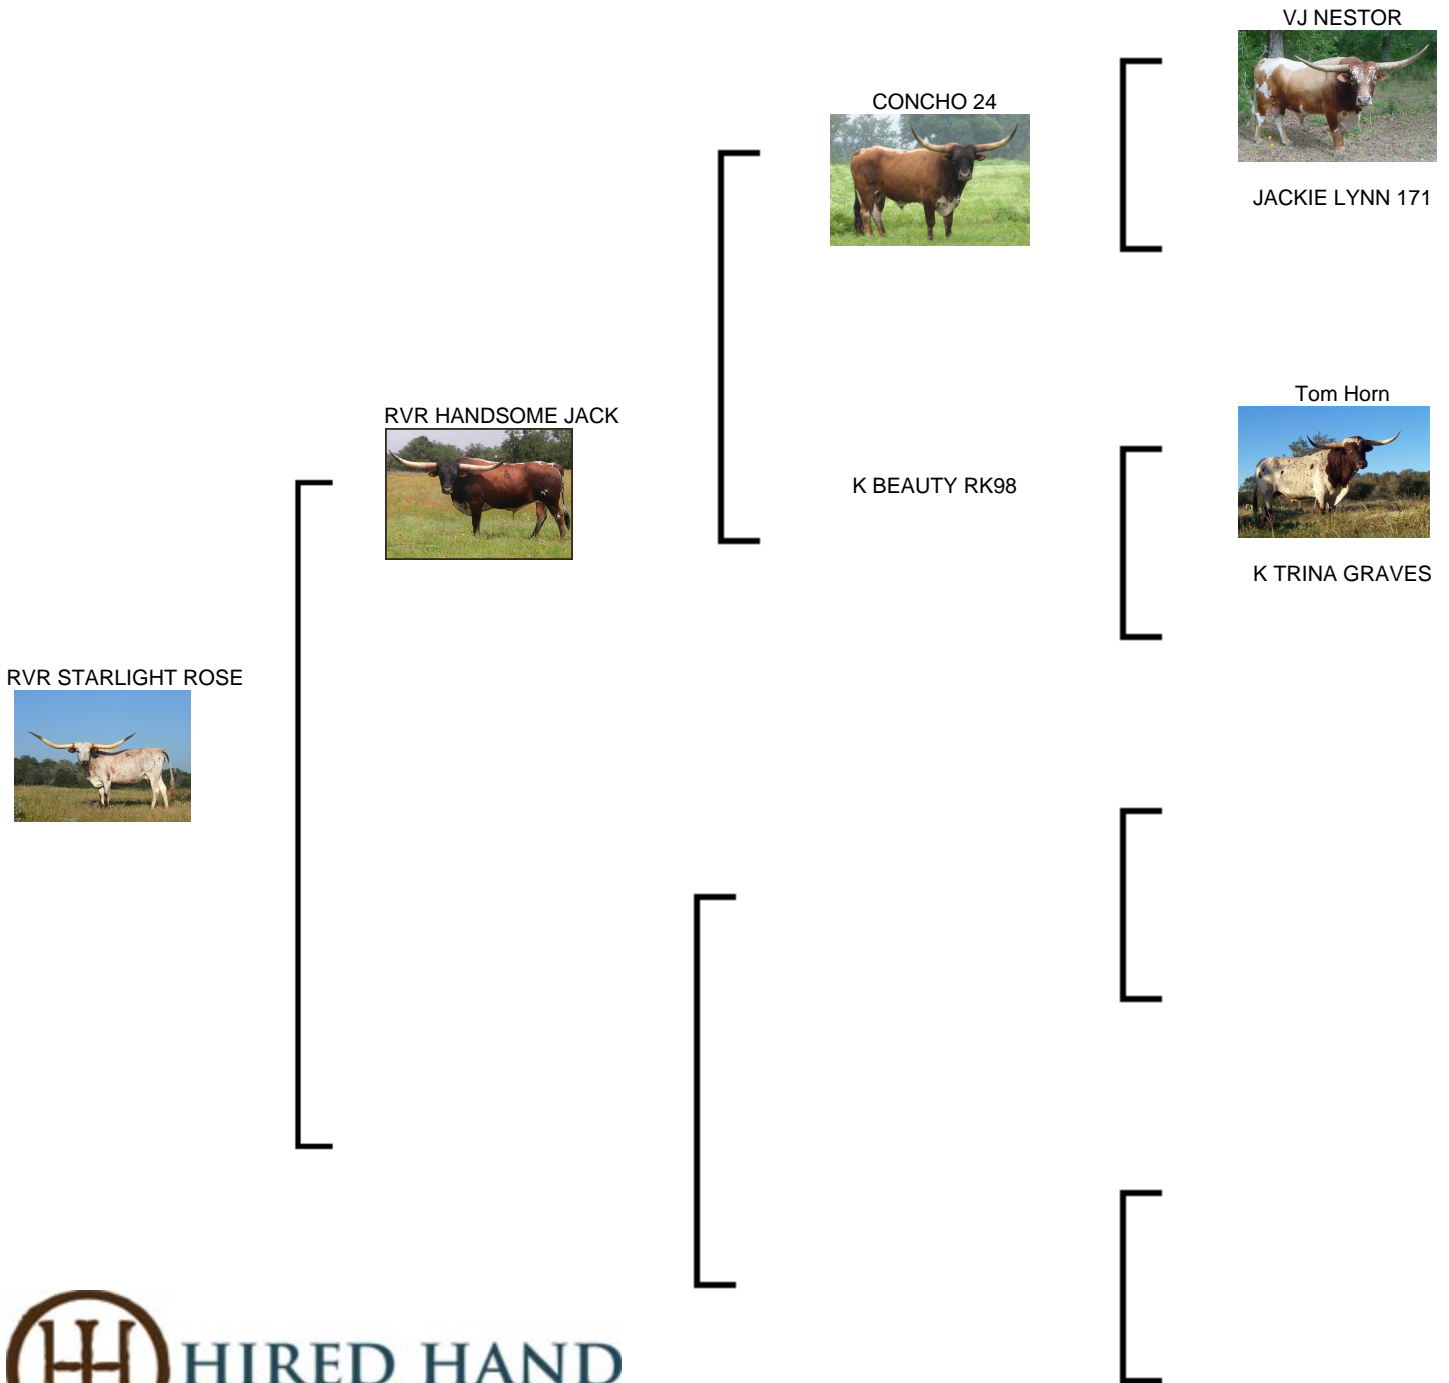 VJ NESTOR
CONCHO 24
JACKIE LYNN 171
Tom Horn
RVR HANDSOME JACK
K BEAUTY RK98
K TRINA GRAVES
RVR STARLIGHT ROSE
HIRED HAND